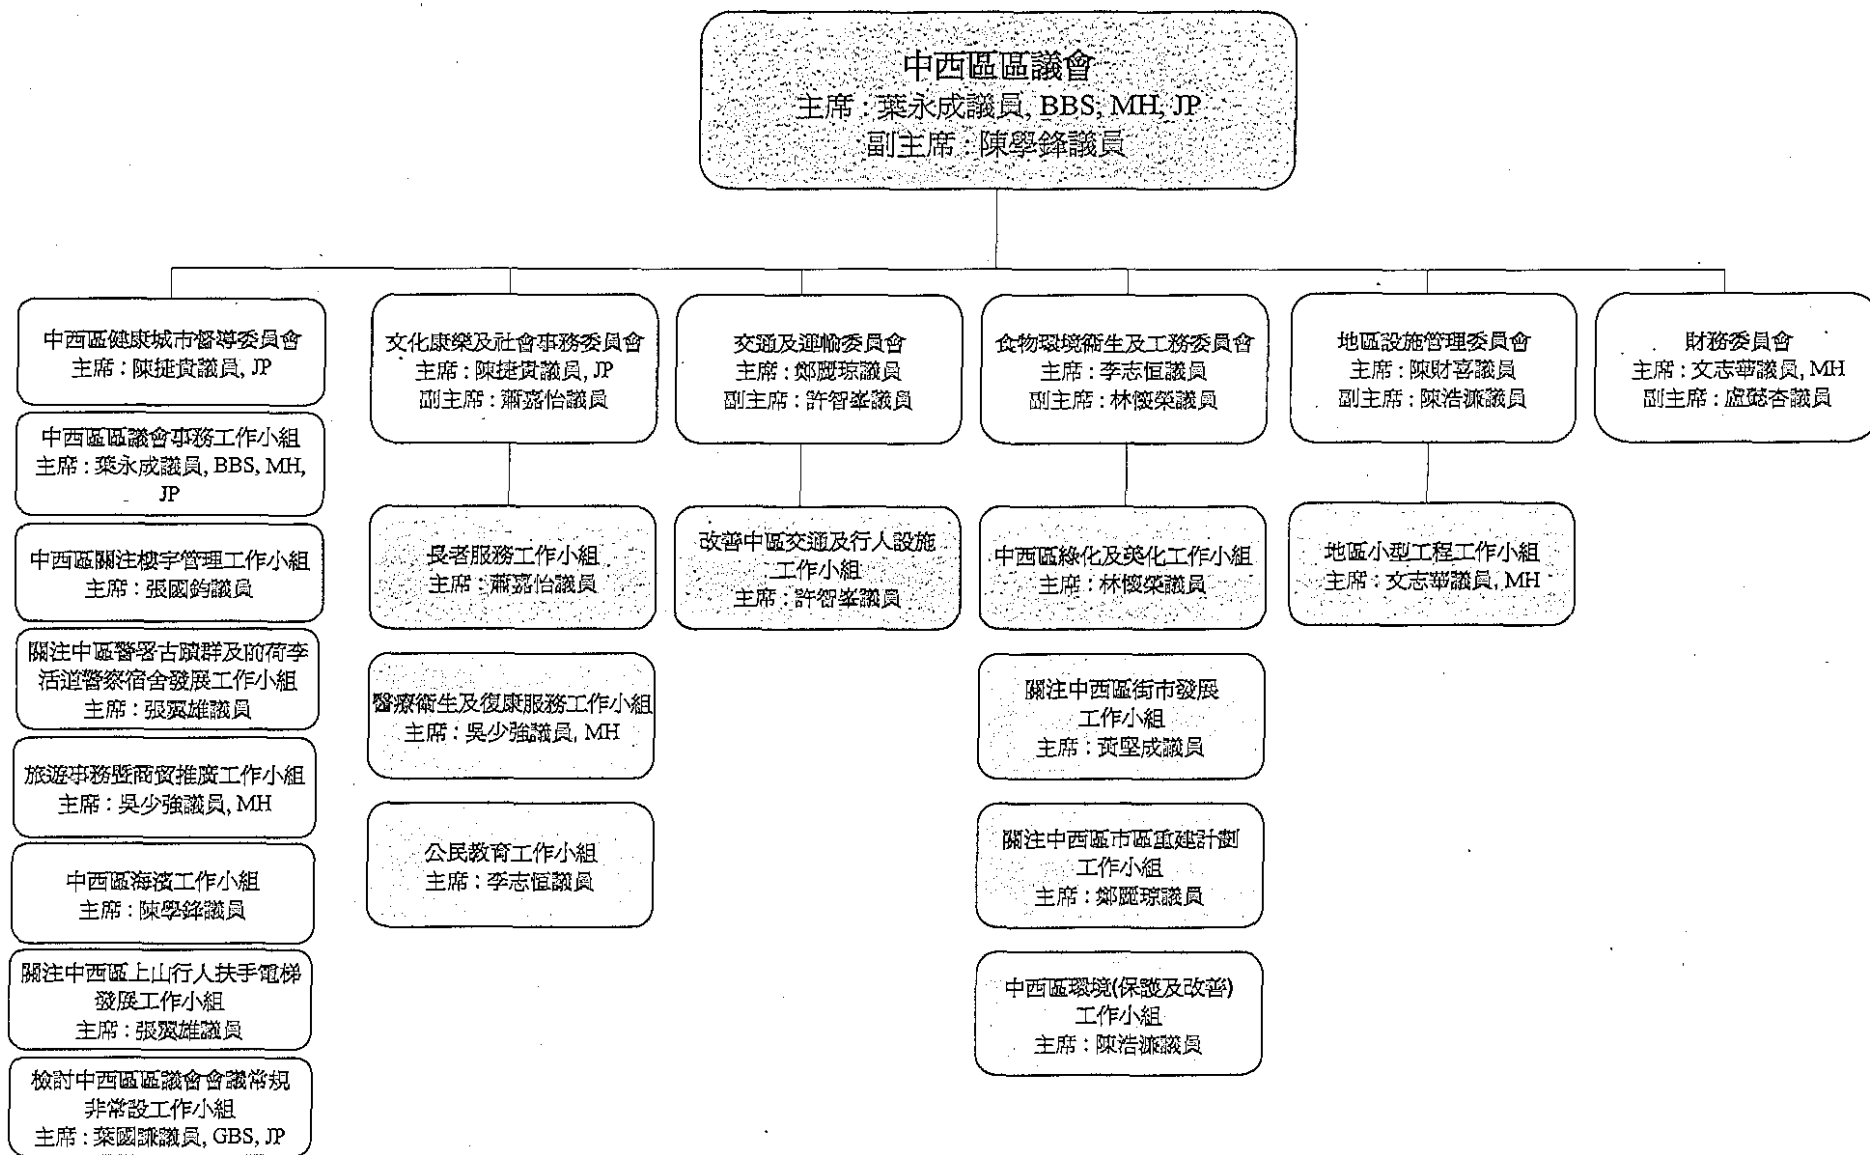 中西區區議會
主席 : 葉永成議員, BBS, MH, JP
副主席 : 陳學鋒議員
中西區健康城市督導委員會
主席 : 陳捷貴議員, JP
中西區區議會事務工作小組
主席 : 葉永成議員, BBS, MH,
JP
中西區關注樓宇管理工作小組
主席 : 張國鈞議員
關注中區警署古蹟群及前荷李
活道警察宿舍發展工作小組
主席 : 張翼雄議員
旅遊事務暨商貿推廣工作小組
主席 : 吳少強議員, MH
中西區海濱工作小組
主席 : 陳學鋒議員
關注中西區上山行人扶手電梯
發展工作小組
主席 : 張翼雄議員
檢討中西區區議會會議常規
非常設工作小組
主席 : 葉國謙議員, GBS, JP
文化康樂及社會事務委員會
主席 : 陳捷貴議員, JP
副主席 : 蕭嘉怡議員
長者服務工作小組
主席 : 蕭嘉怡議員
醫療衞生及復康服務工作小組
主席 : 吳少強議員, MH
公民教育工作小組
主席 : 李志恒議員
交通及運輸委員會
主席 : 鄭麗琼議員
副主席 : 許智峯議員
改善中區交通及行人設施
工作小組
主席 : 許智峯議員
食物環境衞生及工務委員會
主席 : 李志恒議員
副主席 : 林懷榮議員
中西區綠化及美化工作小組
主席 : 林懷榮議員
關注中西區街市發展
工作小組
主席 : 黃堅成議員
關注中西區市區重建計劃
工作小組
主席 : 鄭麗琼議員
中西區環境(保護及改善)
工作小組
主席 : 陳浩濂議員
地區設施管理委員會
主席 : 陳財喜議員
副主席 : 陳浩濂議員
地區小型工程工作小組
主席 : 文志華議員, MH
財務委員會
主席 : 文志華議員, MH
副主席 : 盧懿杏議員